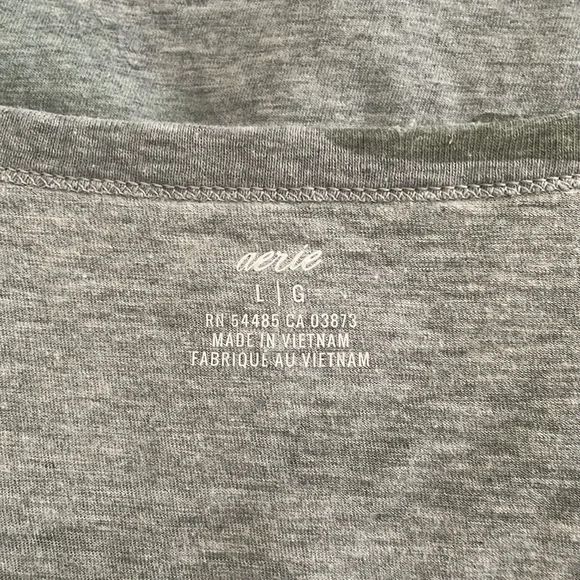 aerie
L | G
RN 54485 CA 03873
MADE IN VIETNAM
FABRIQUE AU VIETNAM